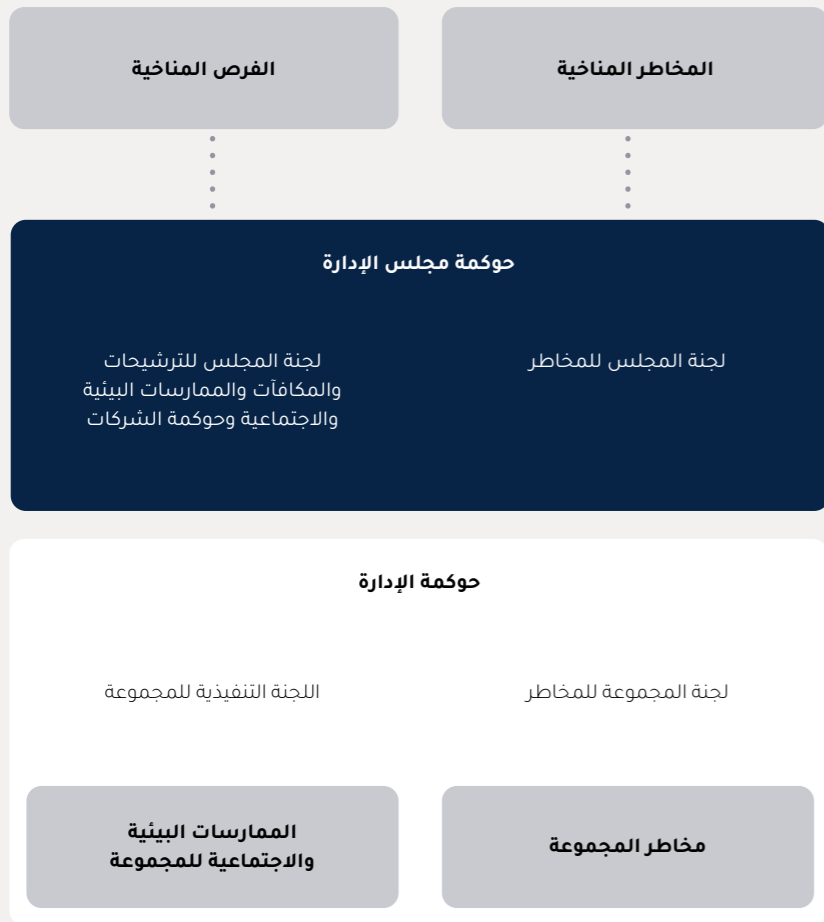 المخاطر المناخية
الفرص المناخية
حوكمة مجلس الإدارة
لجنة المجلس للمخاطر
لجنة المجلس للترشيحات
والمكافآت والممارسات البيئية
والاجتماعية وحوكمة الشركات
حوكمة الإدارة
لجنة المجموعة للمخاطر
اللجنة التنفيذية للمجموعة
مخاطر المجموعة
الممارسات البيئية
والاجتماعية للمجموعة